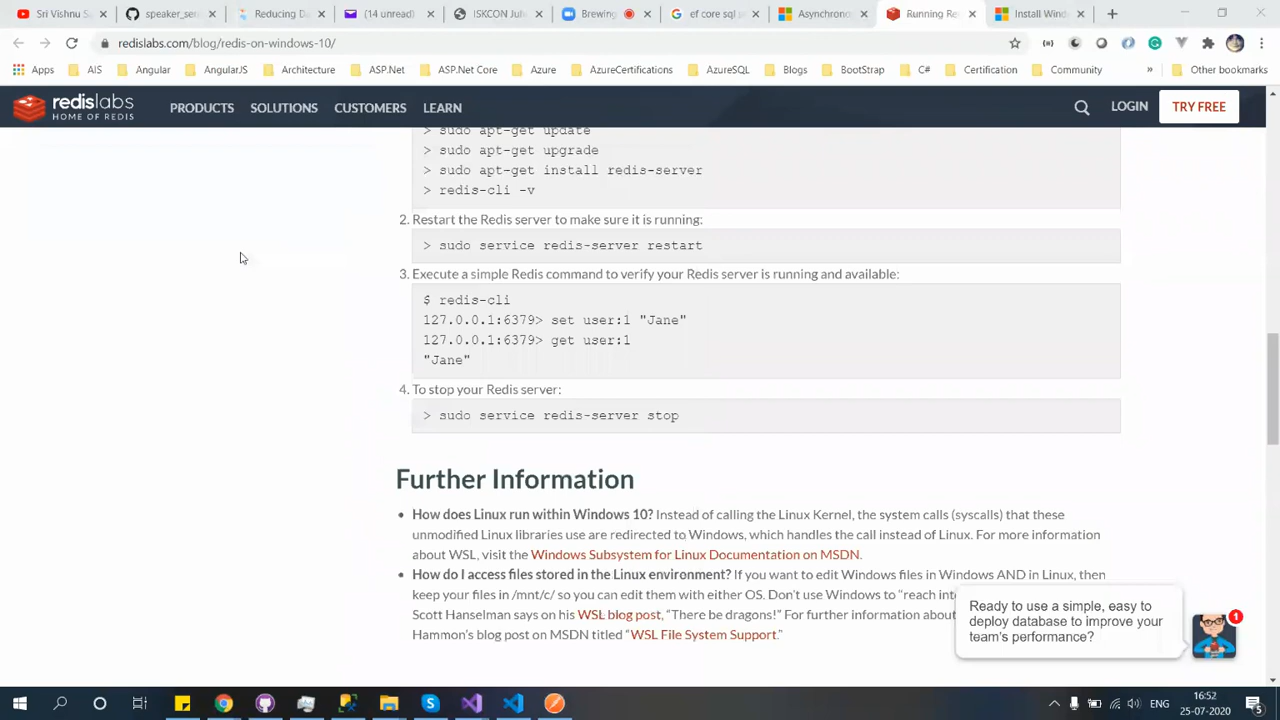 Sri Vishnu Sa
speaker_serv
Reducing Da
(14 unread)
ISKCON Juh
Brewing
ef core sql se
Asynchrono
Running Re
Install Wind
redislabs.com/blog/redis-on-windows-10/
Apps AIS Angular AngularJS Architecture ASP.Net ASP.Net Core Azure AzureCertifications AzureSQL Blogs BootStrap C# Certification Community » Other bookmarks
redislabs
HOME OF REDIS
PRODUCTS SOLUTIONS CUSTOMERS LEARN LOGIN TRY FREE
> sudo apt-get update
> sudo apt-get upgrade
> sudo apt-get install redis-server
> redis-cli -v
2. Restart the Redis server to make sure it is running:
> sudo service redis-server restart
3. Execute a simple Redis command to verify your Redis server is running and available:
$ redis-cli
127.0.0.1:6379> set user:1 "Jane"
127.0.0.1:6379> get user:1
"Jane"
4. To stop your Redis server:
> sudo service redis-server stop
Further Information
• How does Linux run within Windows 10? Instead of calling the Linux Kernel, the system calls (syscalls) that these
unmodified Linux libraries use are redirected to Windows, which handles the call instead of Linux. For more information
about WSL, visit the Windows Subsystem for Linux Documentation on MSDN.
• How do I access files stored in the Linux environment? If you want to edit Windows files in Windows AND in Linux, then
keep your files in /mnt/c/ so you can edit them with either OS. Don't use Windows to "reach int
Scott Hanselman says on his WSL blog post, "There be dragons!" For further information about
Hammon's blog post on MSDN titled "WSL File System Support."
Ready to use a simple, easy to
deploy database to improve your
team's performance?
1
ENG
16:52
25-07-2020
5